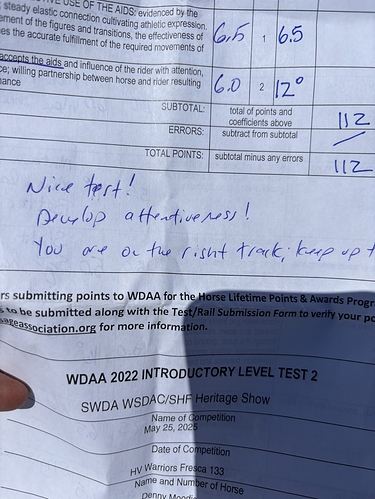 USE OF THE AIDS: evidenced by the
steady elastic connection cultivating athletic expression.
ement of the figures and transitions, the effectiveness of
es the accurate fulfillment of the required movements of
6.5 1 6.5
accepts the aids and influence of the rider with attention,
ce; willing partnership between horse and rider resulting
mance
6.0 2 12⁰
SUBTOTAL: total of points and coefficients above 112
ERRORS: subtract from subtotal
TOTAL POINTS: subtotal minus any errors 112
Nice test!
Develop attentiveness!
You are on the right track; keep up t
rs submitting points to WDAA for the Horse Lifetime Points & Awards Progr
s to be submitted along with the Test/Rail Submission Form to verify your po
sageassociation.org for more information.
WDAA 2022 INTRODUCTORY LEVEL TEST 2
SWDA WSDAC/SHF Heritage Show
Name of Competition
May 25, 2025
Date of Competition
HV Warriors Fresca 133
Name and Number of Horse
Denny